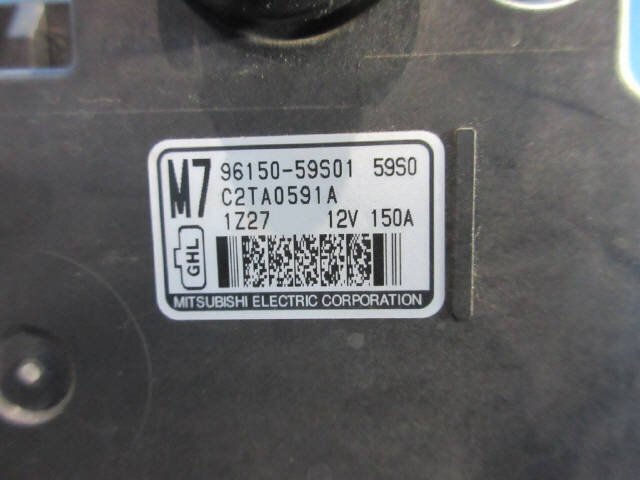 M7 96150-59S01 59S0
C2TA0591A
1Z27 12V 150A
GHL
MITSUBISHI ELECTRIC CORPORATION